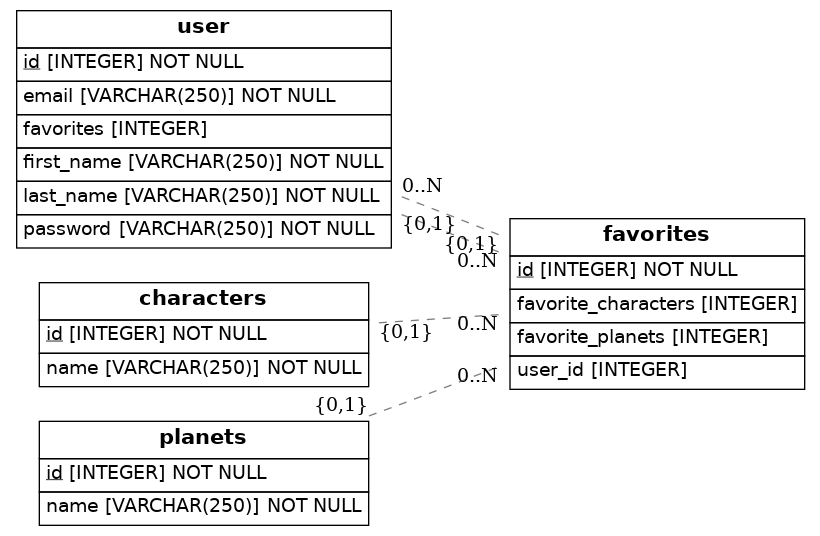 user
id [INTEGER] NOT NULL
email [VARCHAR(250)] NOT NULL
favorites [INTEGER]
first_name [VARCHAR(250)] NOT NULL
last_name [VARCHAR(250)] NOT NULL
password [VARCHAR(250)] NOT NULL
0..N
{0,1}
{0,1}
0..N
favorites
id [INTEGER] NOT NULL
favorite_characters [INTEGER]
favorite_planets [INTEGER]
user_id [INTEGER]
characters
id [INTEGER] NOT NULL
name [VARCHAR(250)] NOT NULL
{0,1}
0..N
0..N
{0,1}
planets
id [INTEGER] NOT NULL
name [VARCHAR(250)] NOT NULL